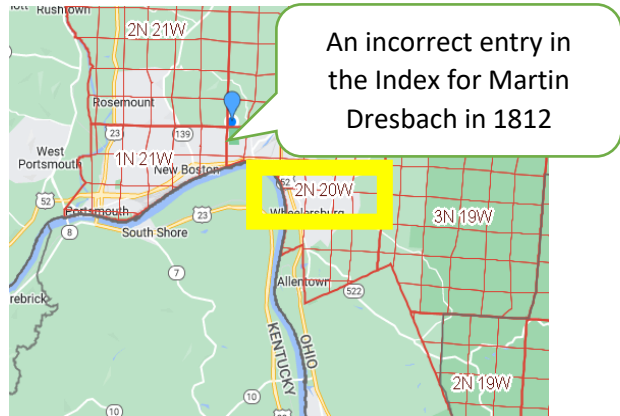 Rushtown
2N 21W
An incorrect entry in
the Index for Martin
Dresbach in 1812
Rosemount
23
139
West
Portsmouth
1N 21W
New Boston
52
52
2N 20W
Wheelersburg
Portsmouth
23
3N 19W
8
South Shore
7
Allentown
522
rebrick
KENTUCKY
OHIO
2N 19W
10
10